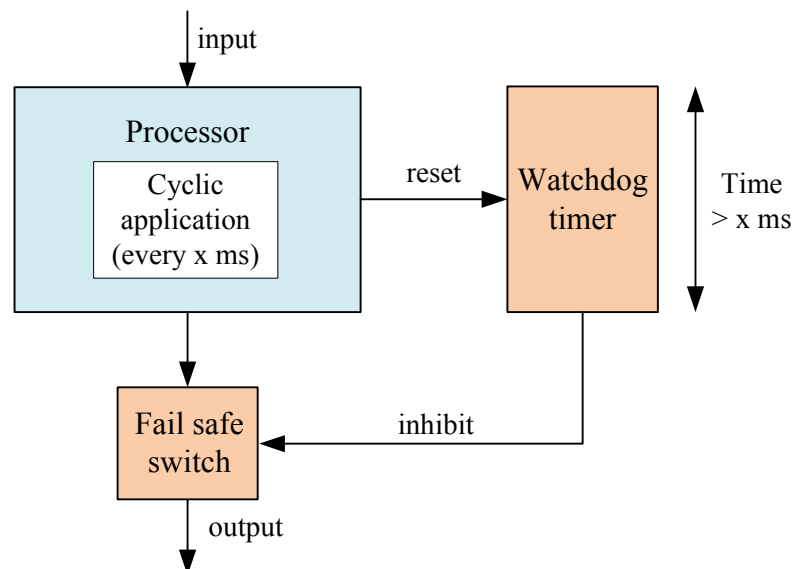 input
Processor
Cyclic
application
(every x ms)
reset
Watchdog
timer
Time
> x ms
Fail safe
switch
inhibit
output